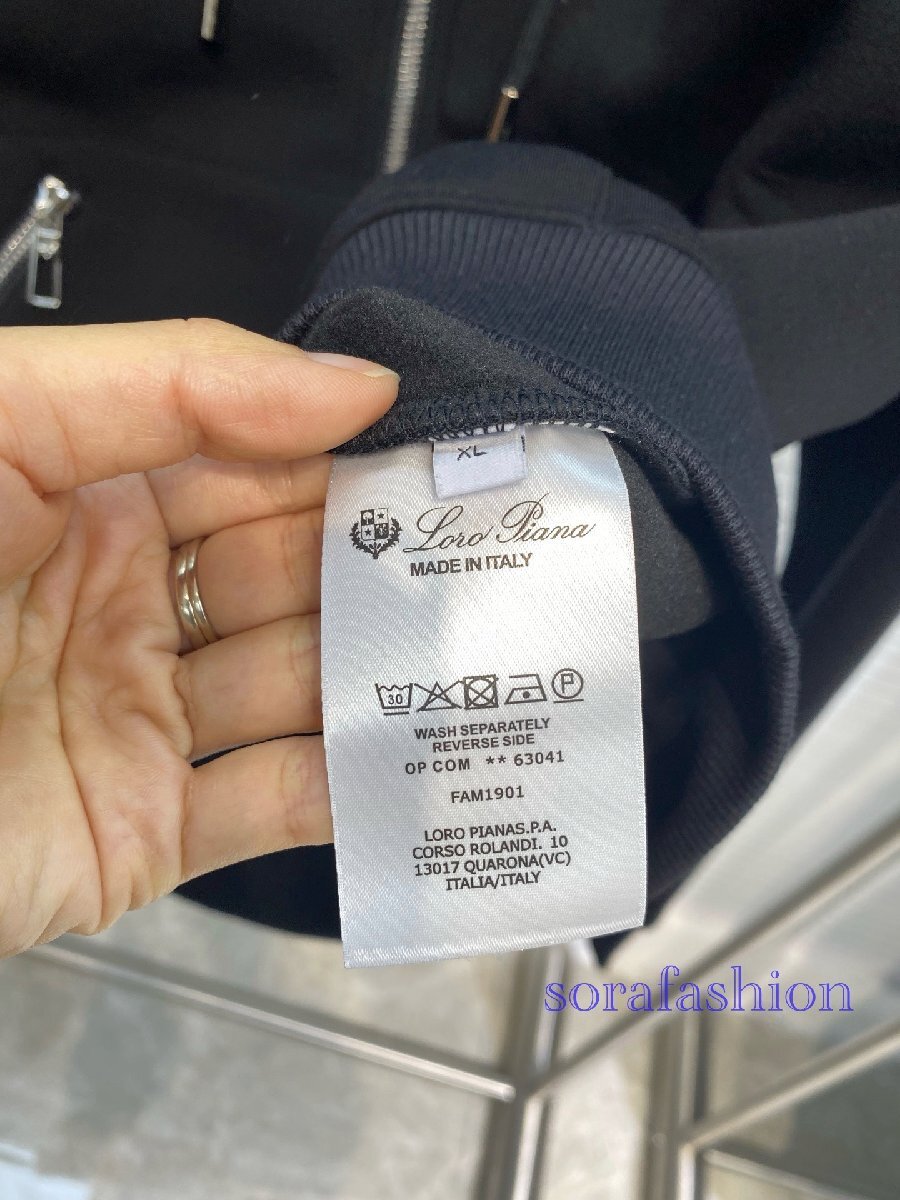 XL
Loro Piana
MADE IN ITALY
30 P
WASH SEPARATELY
REVERSE SIDE
OP COM ** 63041
FAM1901
LORO PIANAS.P.A.
CORSO ROLANDI. 10
13017 QUARONA(VC)
ITALIA/ITALY
sorafashion